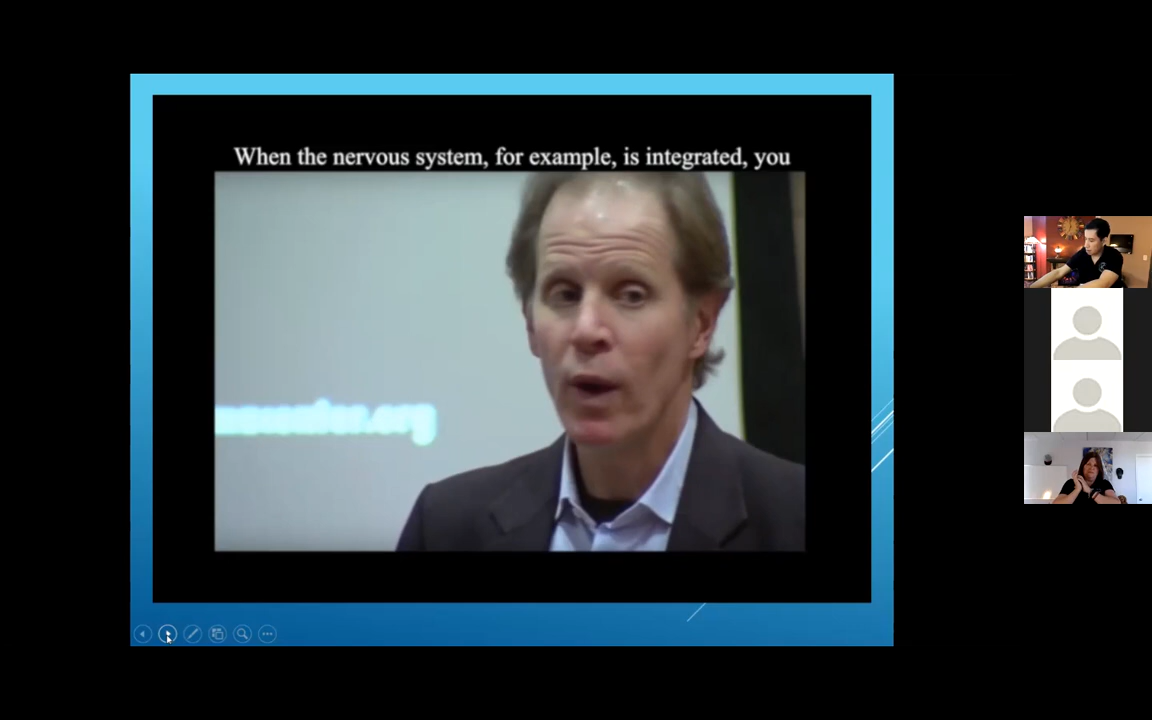 When the nervous system, for example, is integrated, you